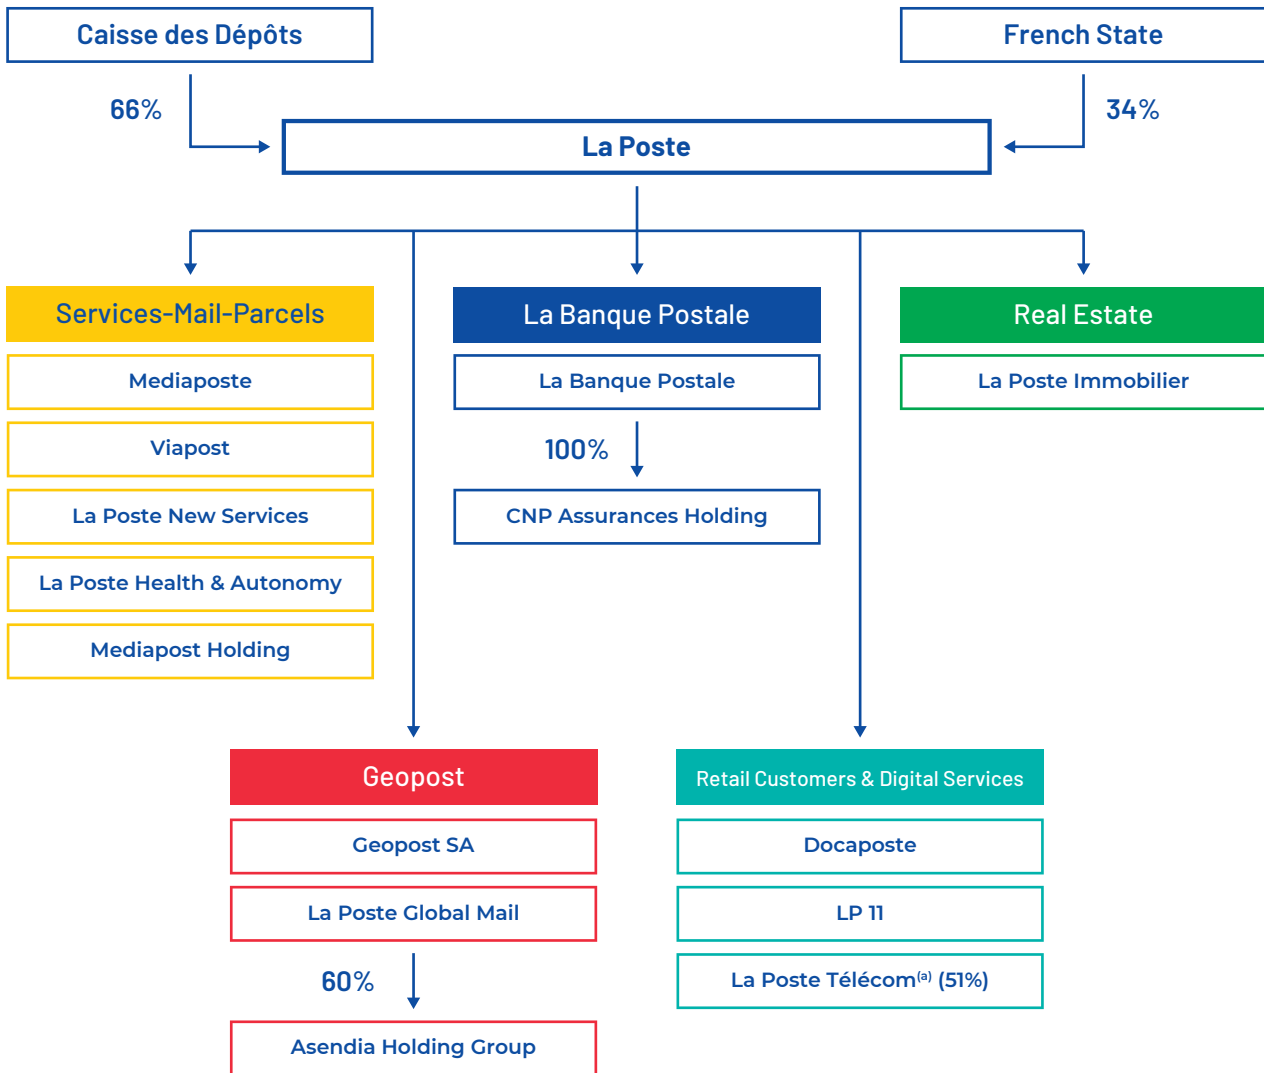 Caisse des Dépôts
French State
66%
34%
La Poste
Services-Mail-Parcels
La Banque Postale
Real Estate
Mediaposte
La Banque Postale
La Poste Immobilier
Viapost
100%
La Poste New Services
CNP Assurances Holding
La Poste Health & Autonomy
Mediapost Holding
Geopost
Retail Customers & Digital Services
Geopost SA
Docaposte
La Poste Global Mail
LP 11
60%
La Poste Télécom(a) (51%)
Asendia Holding Group